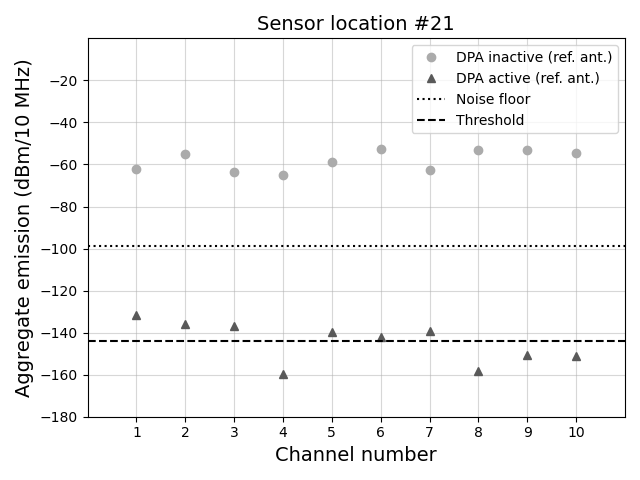 Sensor location #21
DPA inactive (ref. ant.)
DPA active (ref. ant.)
Noise floor
Threshold
Aggregate emission (dBm/10 MHz)
−20
−40
−60
−80
−100
−120
−140
−160
−180
1 2 3 4 5 6 7 8 9 10
Channel number